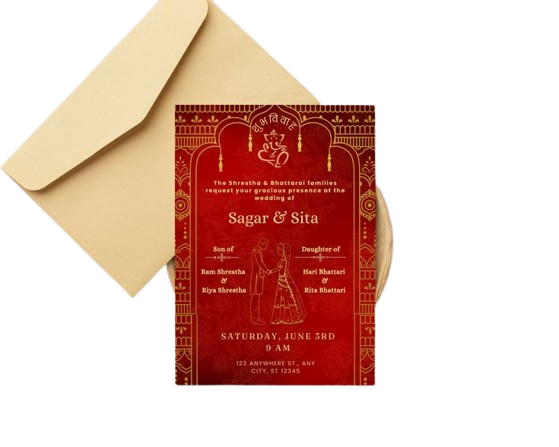 शुभ विवाह
The Shrestha & Bhattarai families
request your gracious presence at the
wedding of
Sagar & Sita
Son of
Ram Shrestha
&
Riya Shrestha
Daughter of
Hari Bhattari
&
Rita Bhattari
SATURDAY, JUNE 3RD
9 AM
123 ANYWHERE ST., ANY
CITY, ST 12345